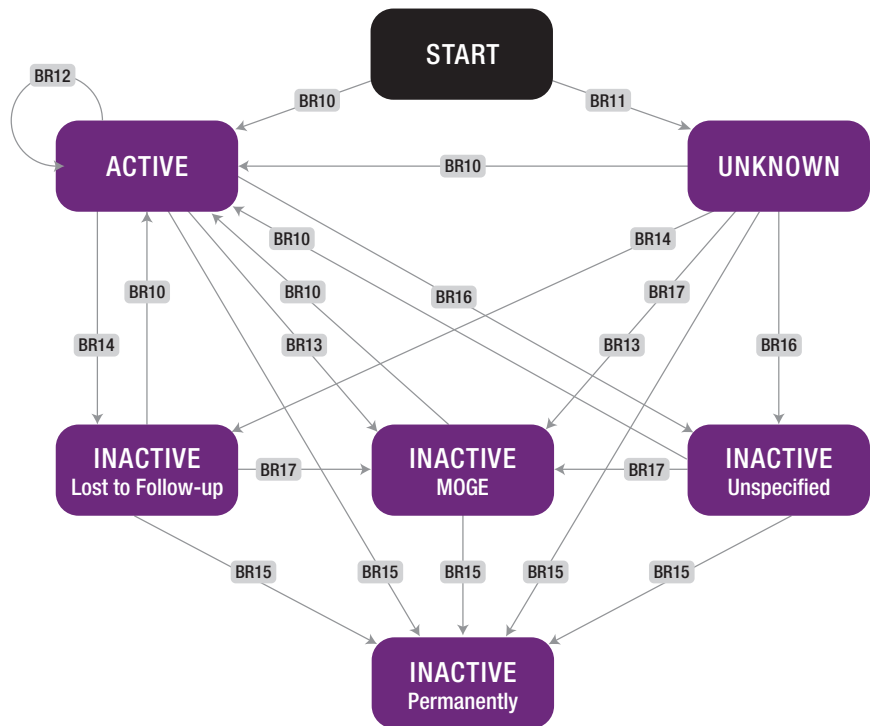 START
BR12
BR10
BR11
ACTIVE
BR10
UNKNOWN
BR10
BR14
BR10
BR10
BR16
BR17
BR14
BR13
BR13
BR16
INACTIVE
Lost to Follow-up
BR17
INACTIVE
MOGE
BR17
INACTIVE
Unspecified
BR15
BR15
BR15
BR15
BR15
INACTIVE
Permanently